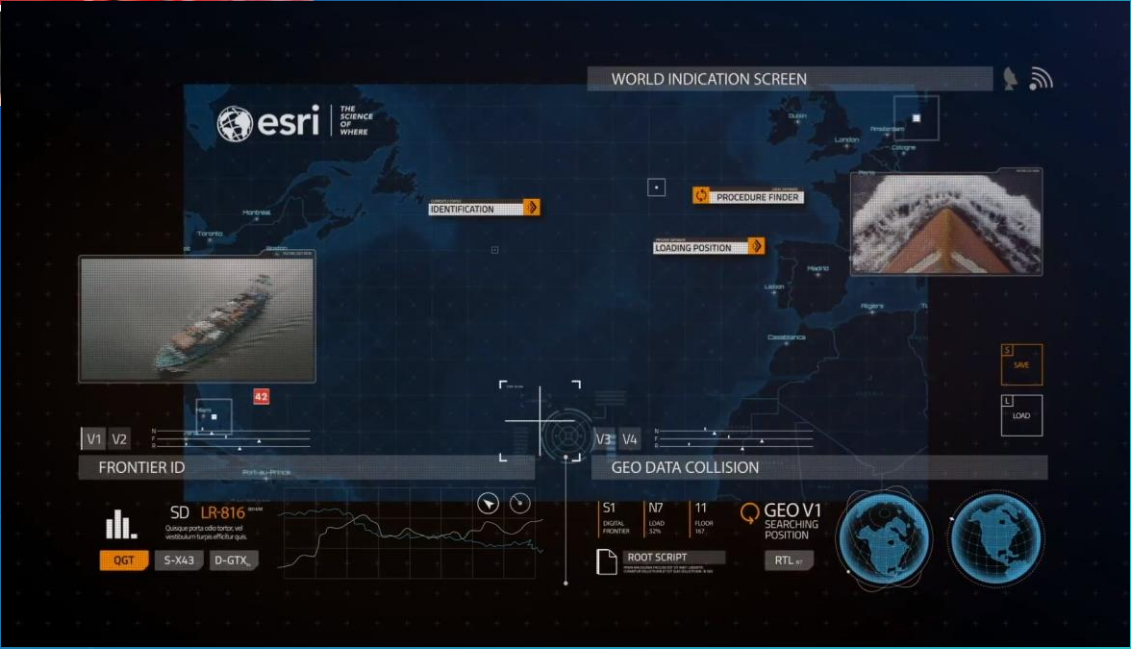 WORLD INDICATION SCREEN
esri
THE
SCIENCE
OF
WHERE
Dublin
London
Amsterdam
Cologne
Paris
IDENTIFICATION
PROCEDURE FINDER
LOADING POSITION
Montreal
Toronto
Boston
Madrid
Lisbon
Algiers
Casablanca
S
SAVE
L
LOAD
42
Miami
V1 V2
N
F
R
V3 V4
N
F
R
FRONTIER ID
GEO DATA COLLISION
Port-au-Prince
SD LR-816
Quisque porta odio tortor, vel
vestibulum turpis efficitur quis.
QGT S-X43 D-GTX_
S1
DIGITAL
FRONTIER
N7
LOAD
32%
11
FLOOR
167
GEO V1
SEARCHING
POSITION
ROOT SCRIPT
RTL